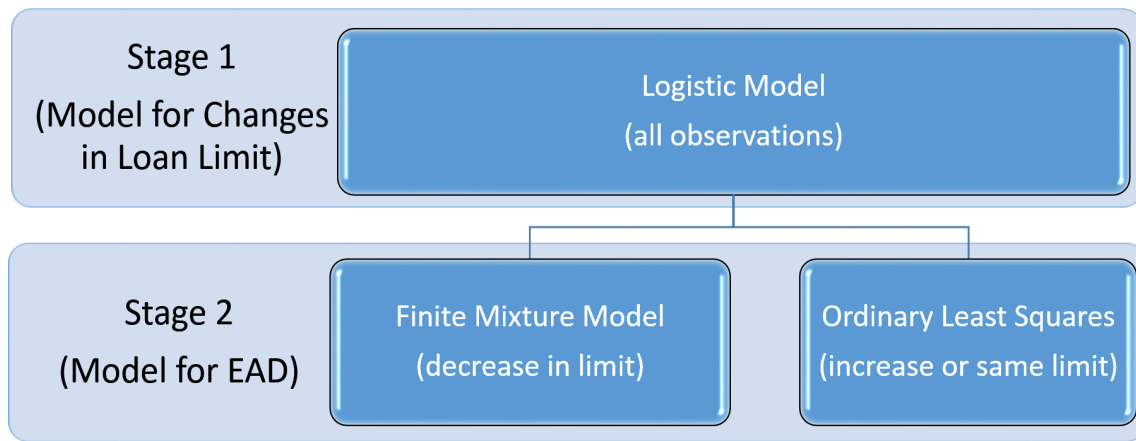 Stage 1
(Model for Changes
in Loan Limit)
Logistic Model
(all observations)
Stage 2
(Model for EAD)
Finite Mixture Model
(decrease in limit)
Ordinary Least Squares
(increase or same limit)